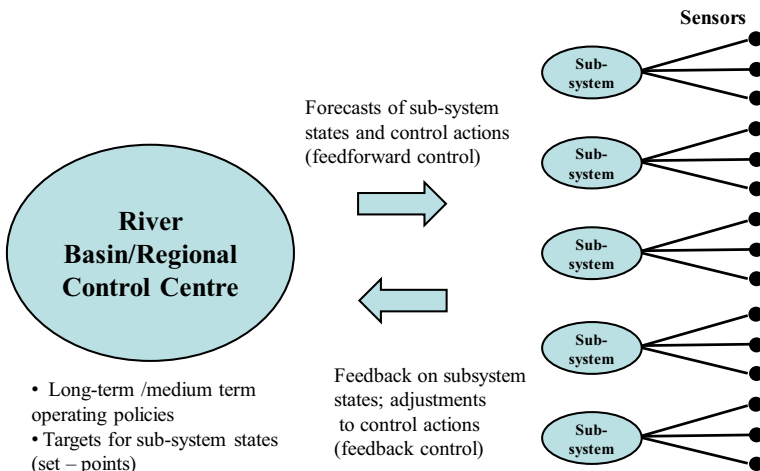 Sensors
Sub-
system
Forecasts of sub-system
states and control actions
(feedforward control)
Sub-
system
River
Basin/Regional
Control Centre
Sub-
system
Sub-
system
• Long-term /medium term
operating policies
• Targets for sub-system states
(set – points)
Feedback on subsystem
states; adjustments
to control actions
(feedback control)
Sub-
system